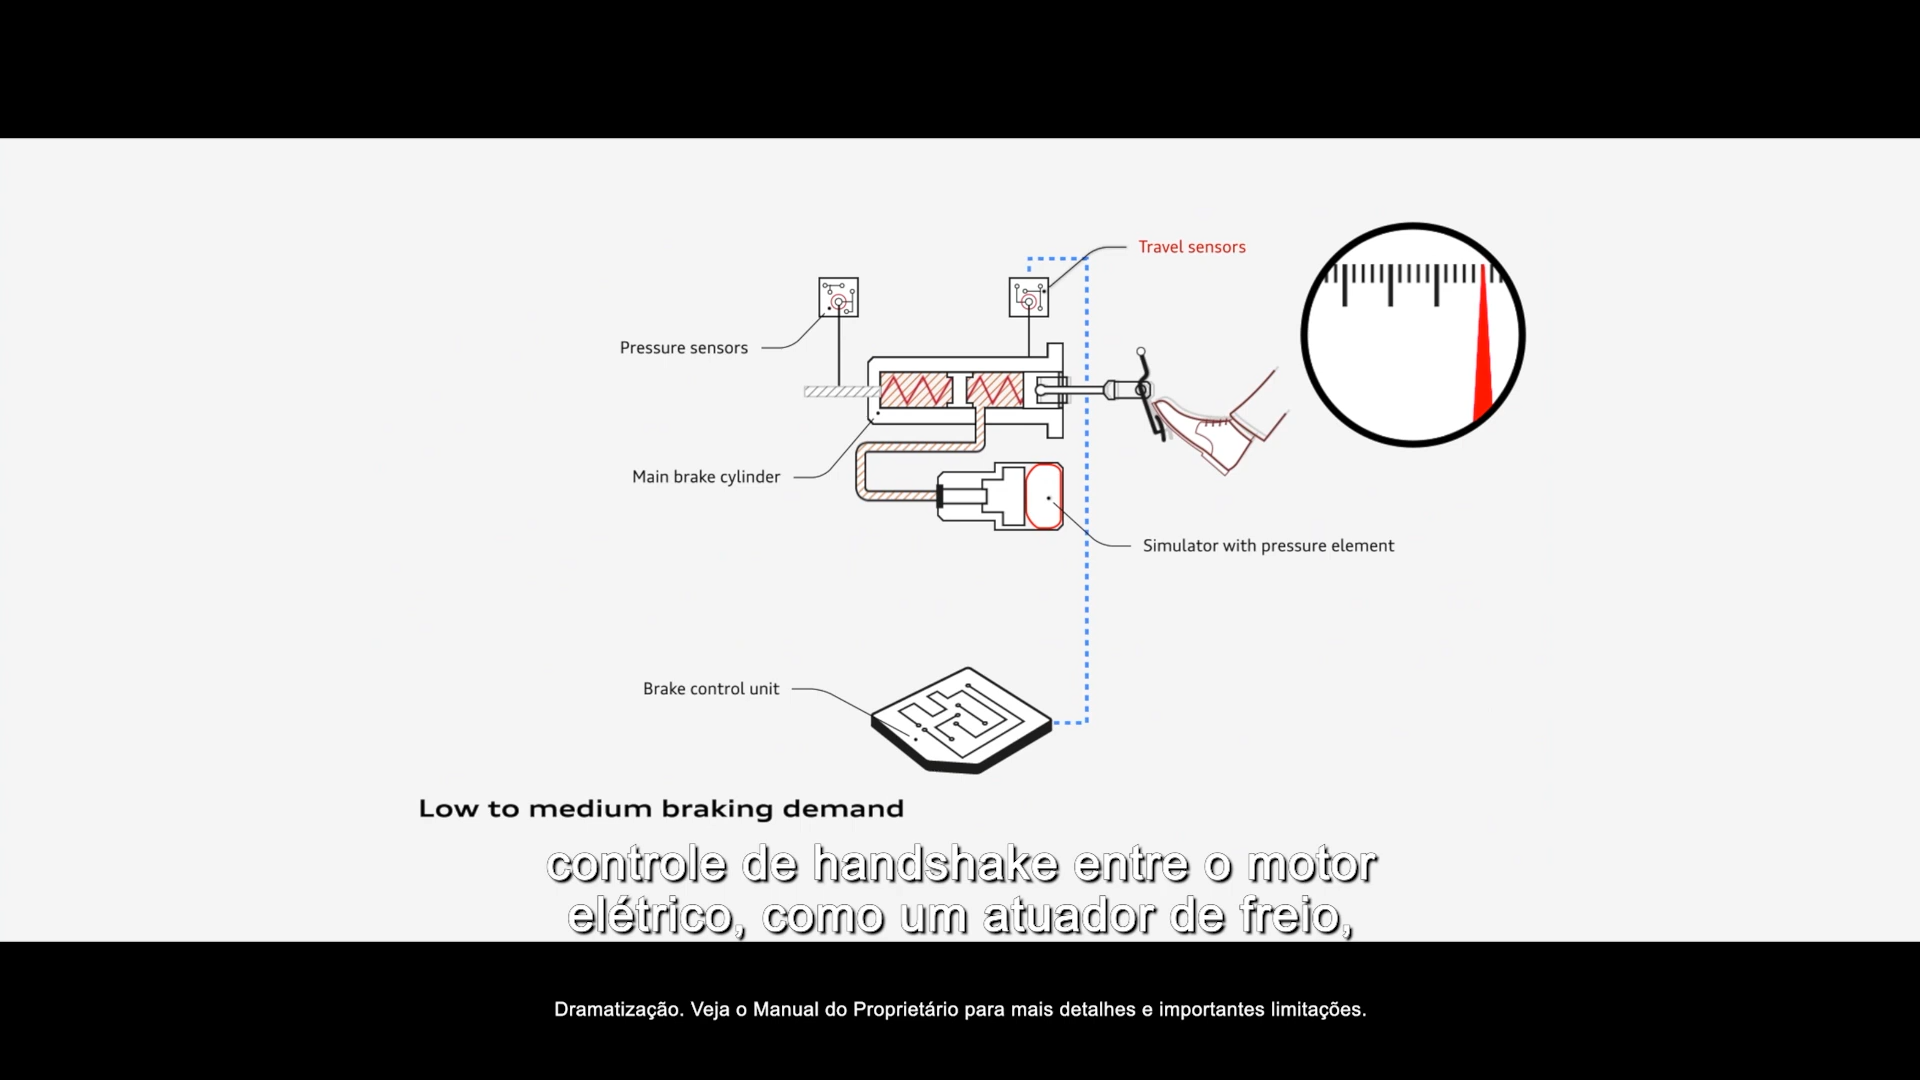 Travel sensors
Pressure sensors
Main brake cylinder
Simulator with pressure element
Brake control unit
Low to medium braking demand
controle de handshake entre o motor
elétrico, como um atuador de freio,
Dramatização. Veja o Manual do Proprietário para mais detalhes e importantes limitações.